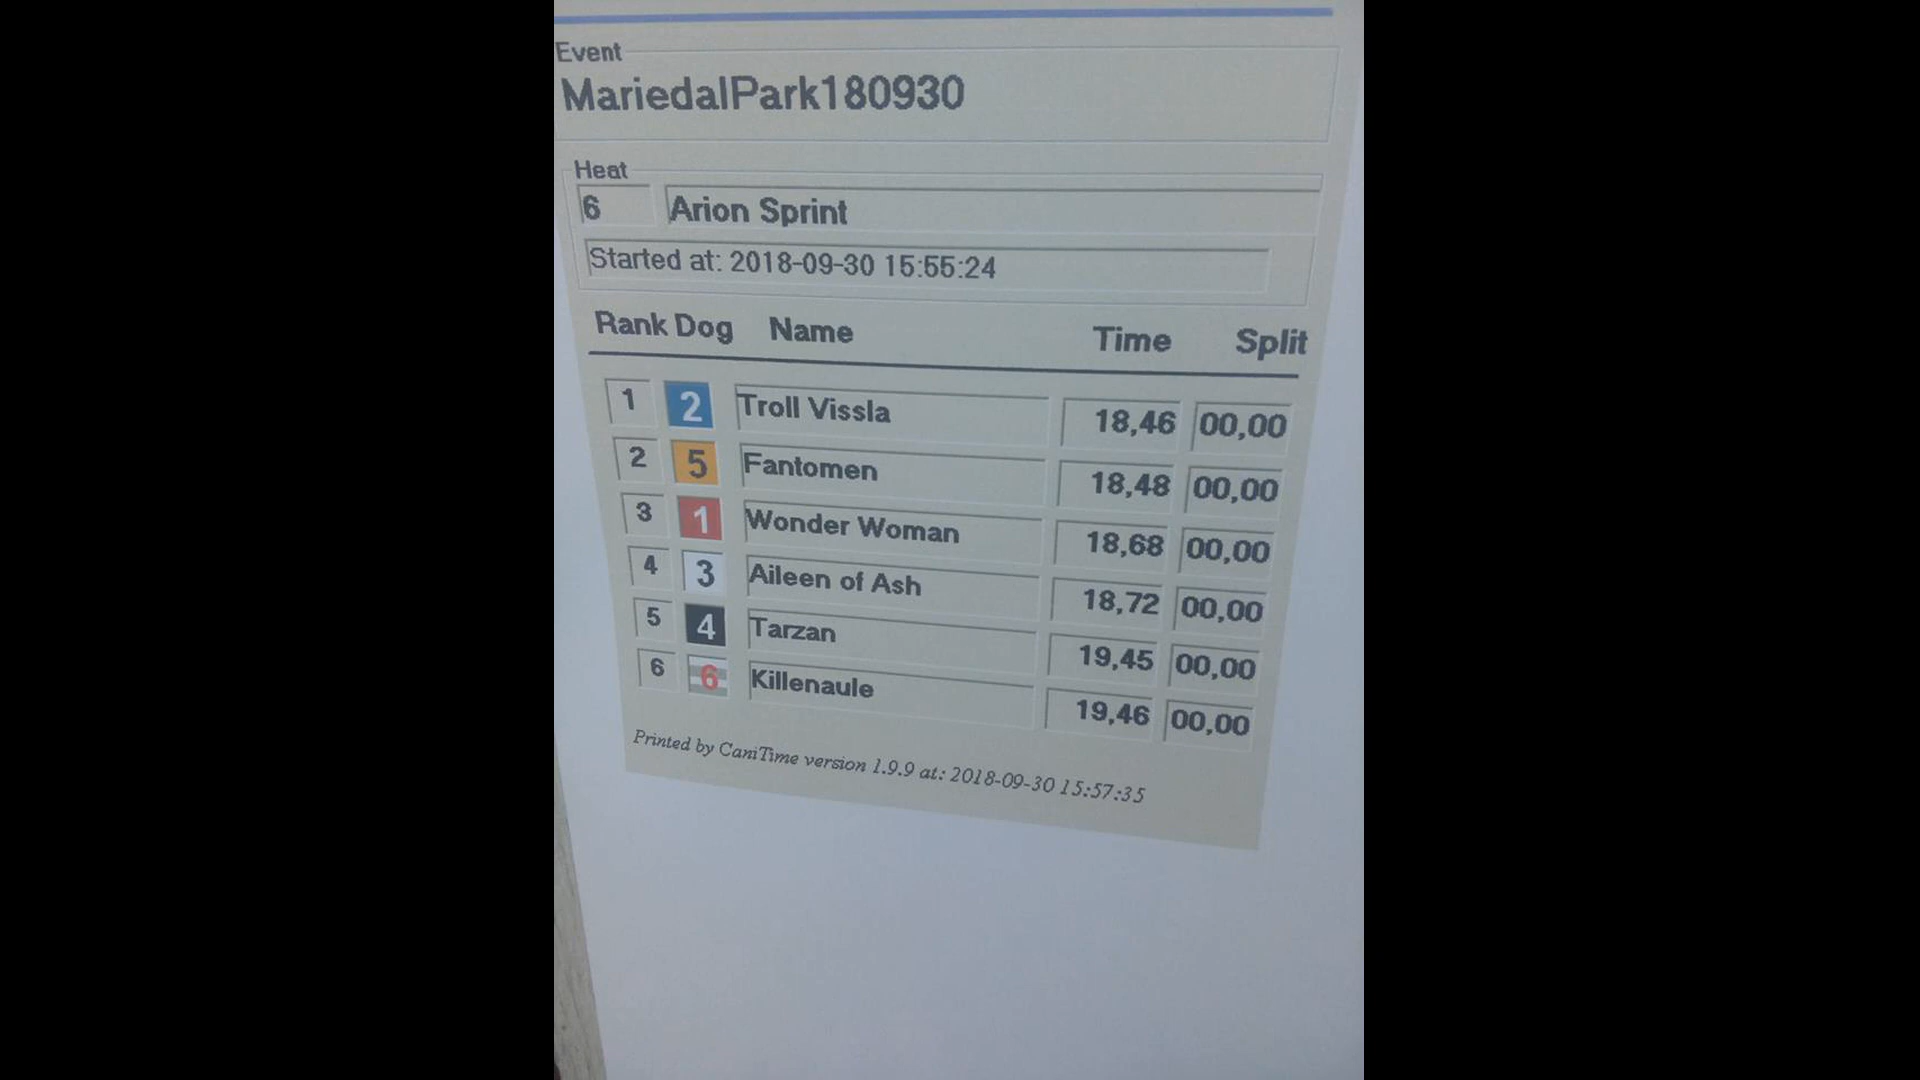 Event
MariedalPark180930
Heat
6 Arion Sprint
Started at: 2018-09-30 15:55:24
Rank Dog Name Time Split
1 2 Troll Vissla 18,46 00,00
2 5 Fantomen 18,48 00,00
3 1 Wonder Woman 18,68 00,00
4 3 Aileen of Ash 18,72 00,00
5 4 Tarzan 19,45 00,00
6 6 Killenaule 19,46 00,00
Printed by CaniTime version 1.9.9 at: 2018-09-30 15:57:35